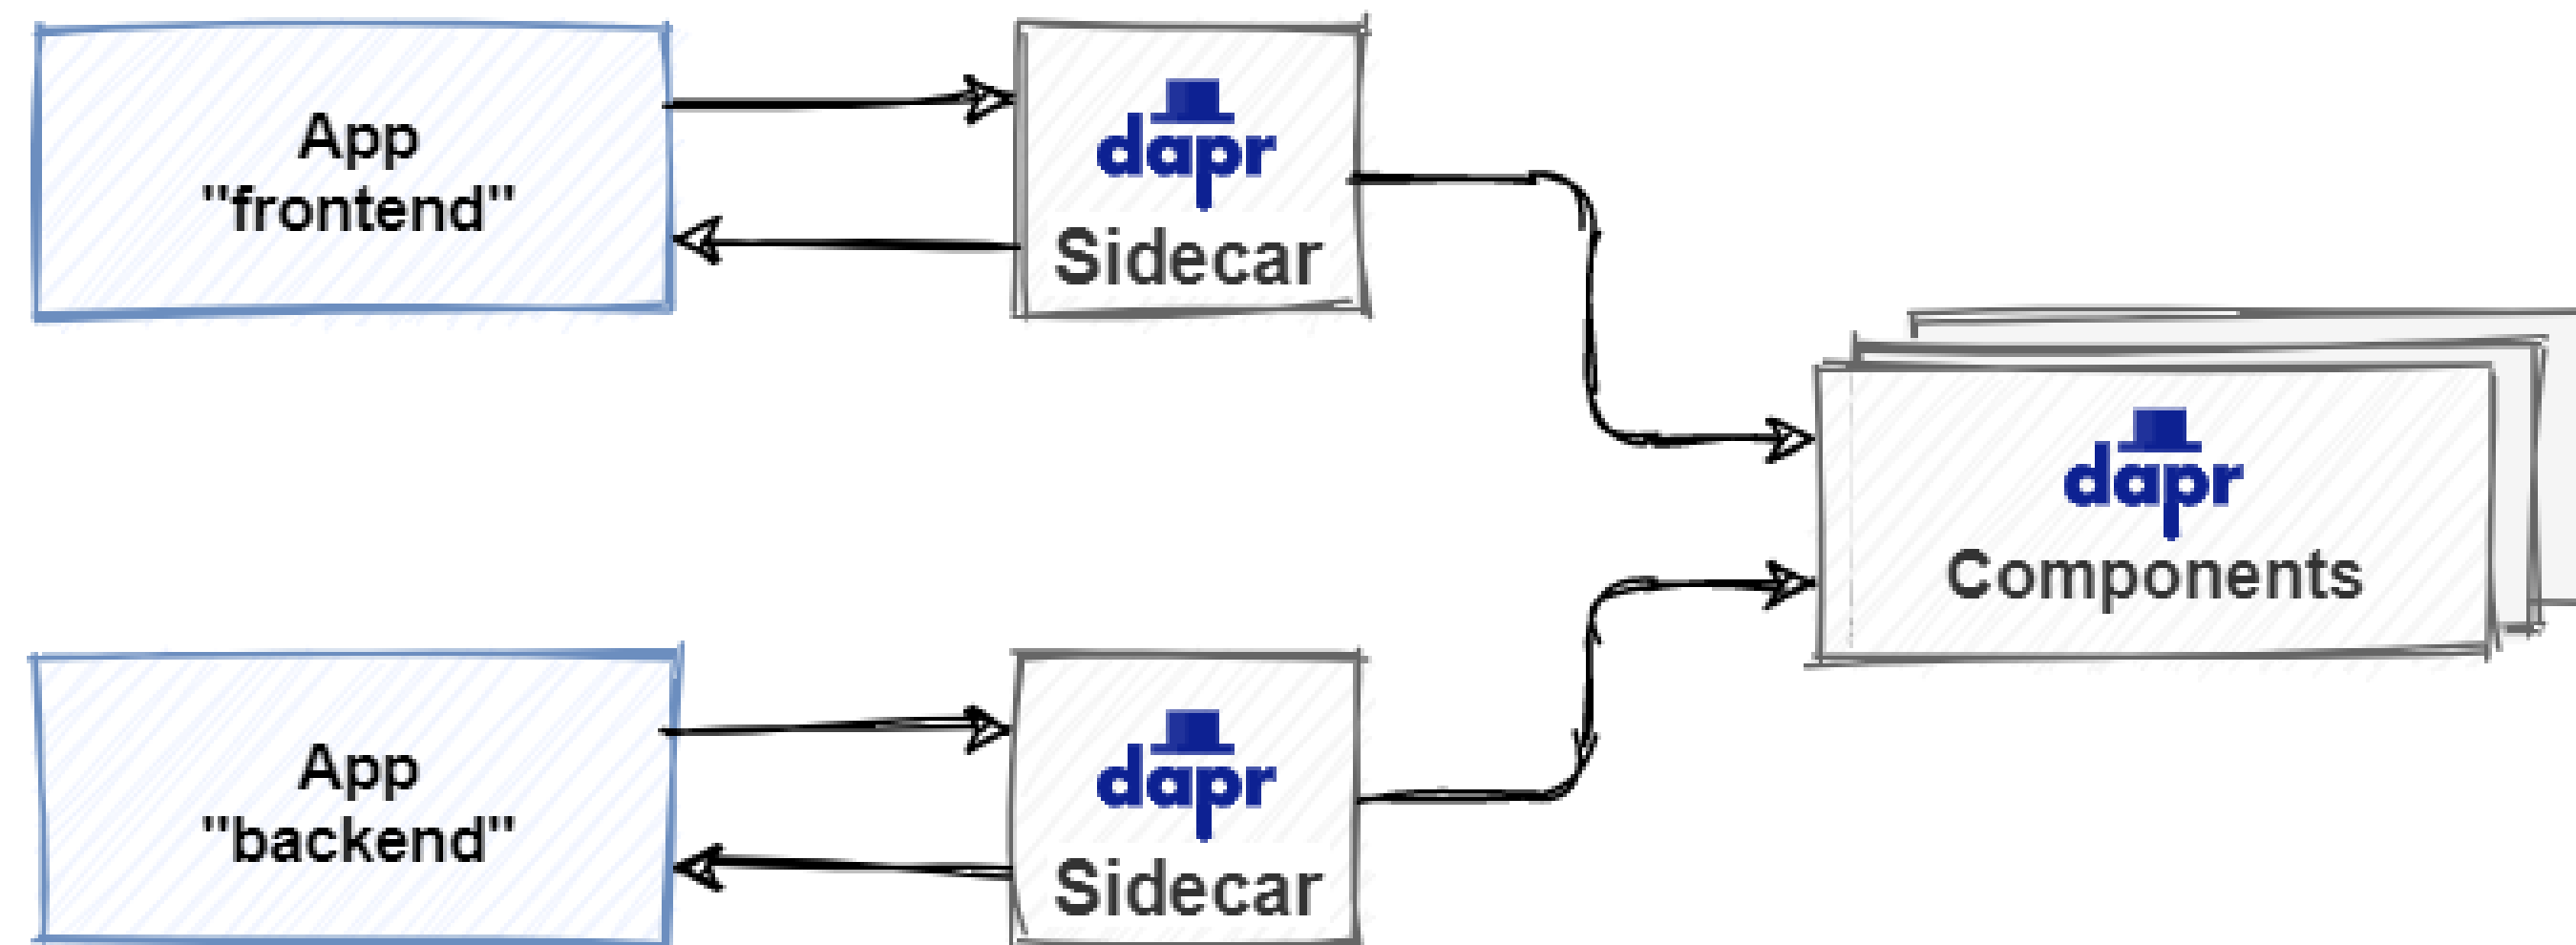 App
"frontend"
dapr
Sidecar
dapr
Components
App
"backend"
dapr
Sidecar